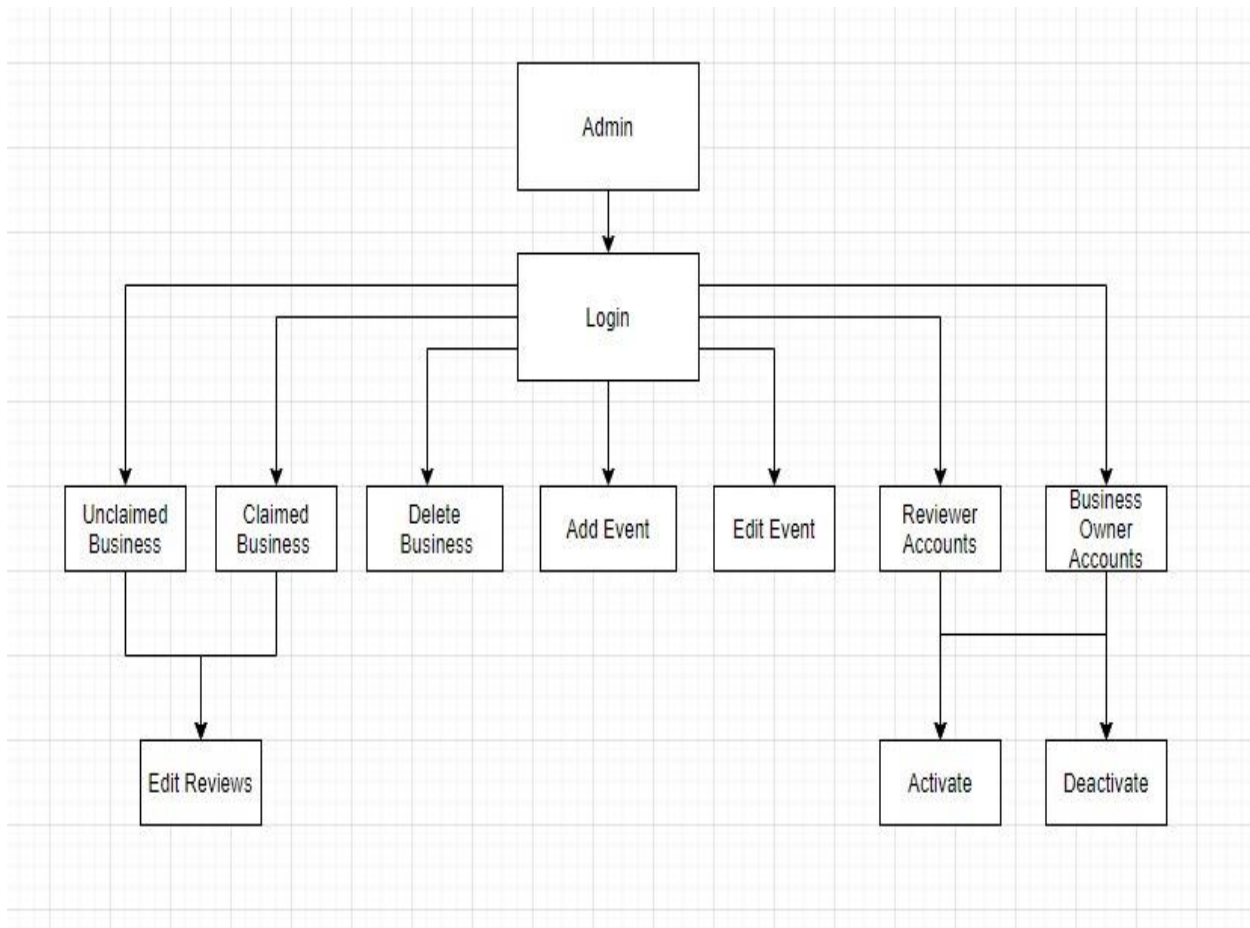 Admin
Login
Unclaimed
Business
Claimed
Business
Delete
Business
Add Event
Edit Event
Reviewer
Accounts
Business
Owner
Accounts
Edit Reviews
Activate
Deactivate